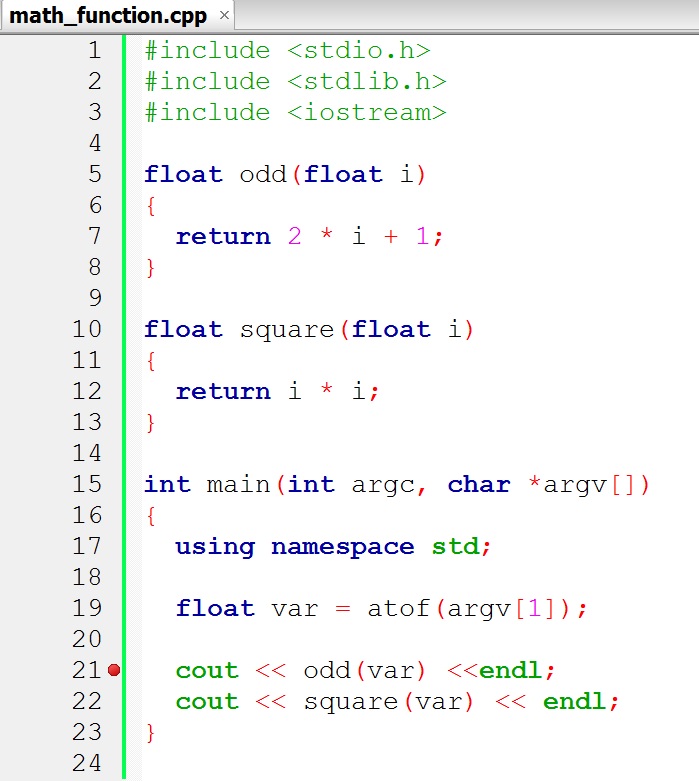 math_function.cpp ×
1 #include <stdio.h>
2 #include <stdlib.h>
3 #include <iostream>
4
5 float odd(float i)
6 {
7   return 2 * i + 1;
8 }
9
10 float square(float i)
11 {
12   return i * i;
13 }
14
15 int main(int argc, char *argv[])
16 {
17   using namespace std;
18
19   float var = atof(argv[1]);
20
21   cout << odd(var) <<endl;
22   cout << square(var) << endl;
23 }
24